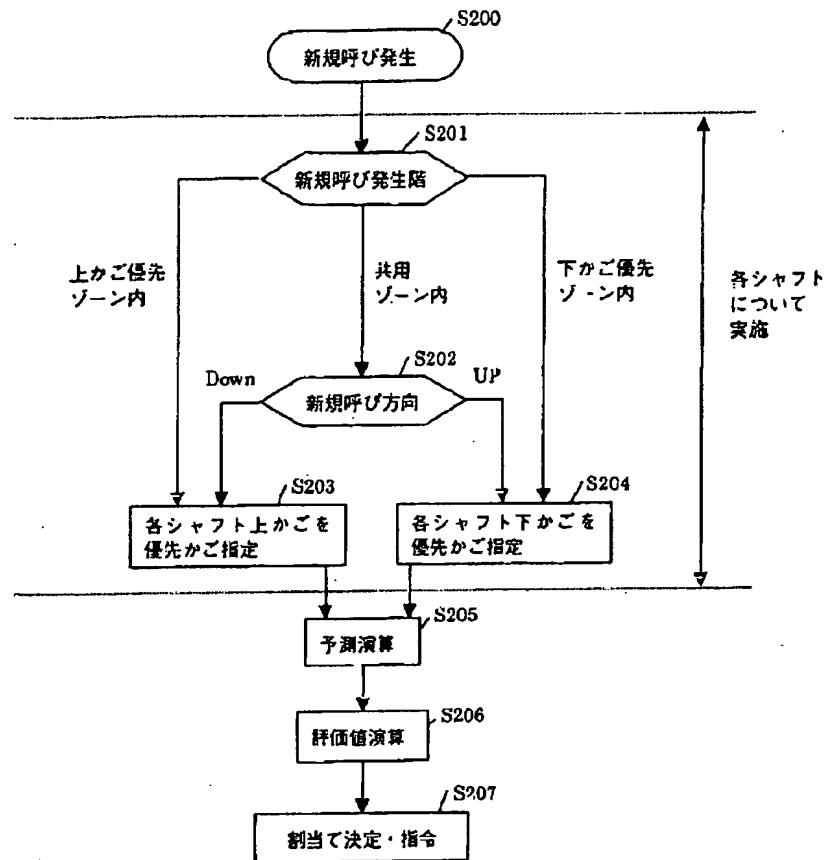 S200
新規呼び発生
S201
新規呼び発生階
上かご優先
ゾーン内
共用
ゾーン内
下かご優先
ゾーン内
各シャフト
について
実施
S202
Down
UP
新規呼び方向
S203
S204
各シャフト上かごを
優先かご指定
各シャフト下かごを
優先かご指定
S205
予測演算
S206
評価値演算
S207
割当て決定・指令